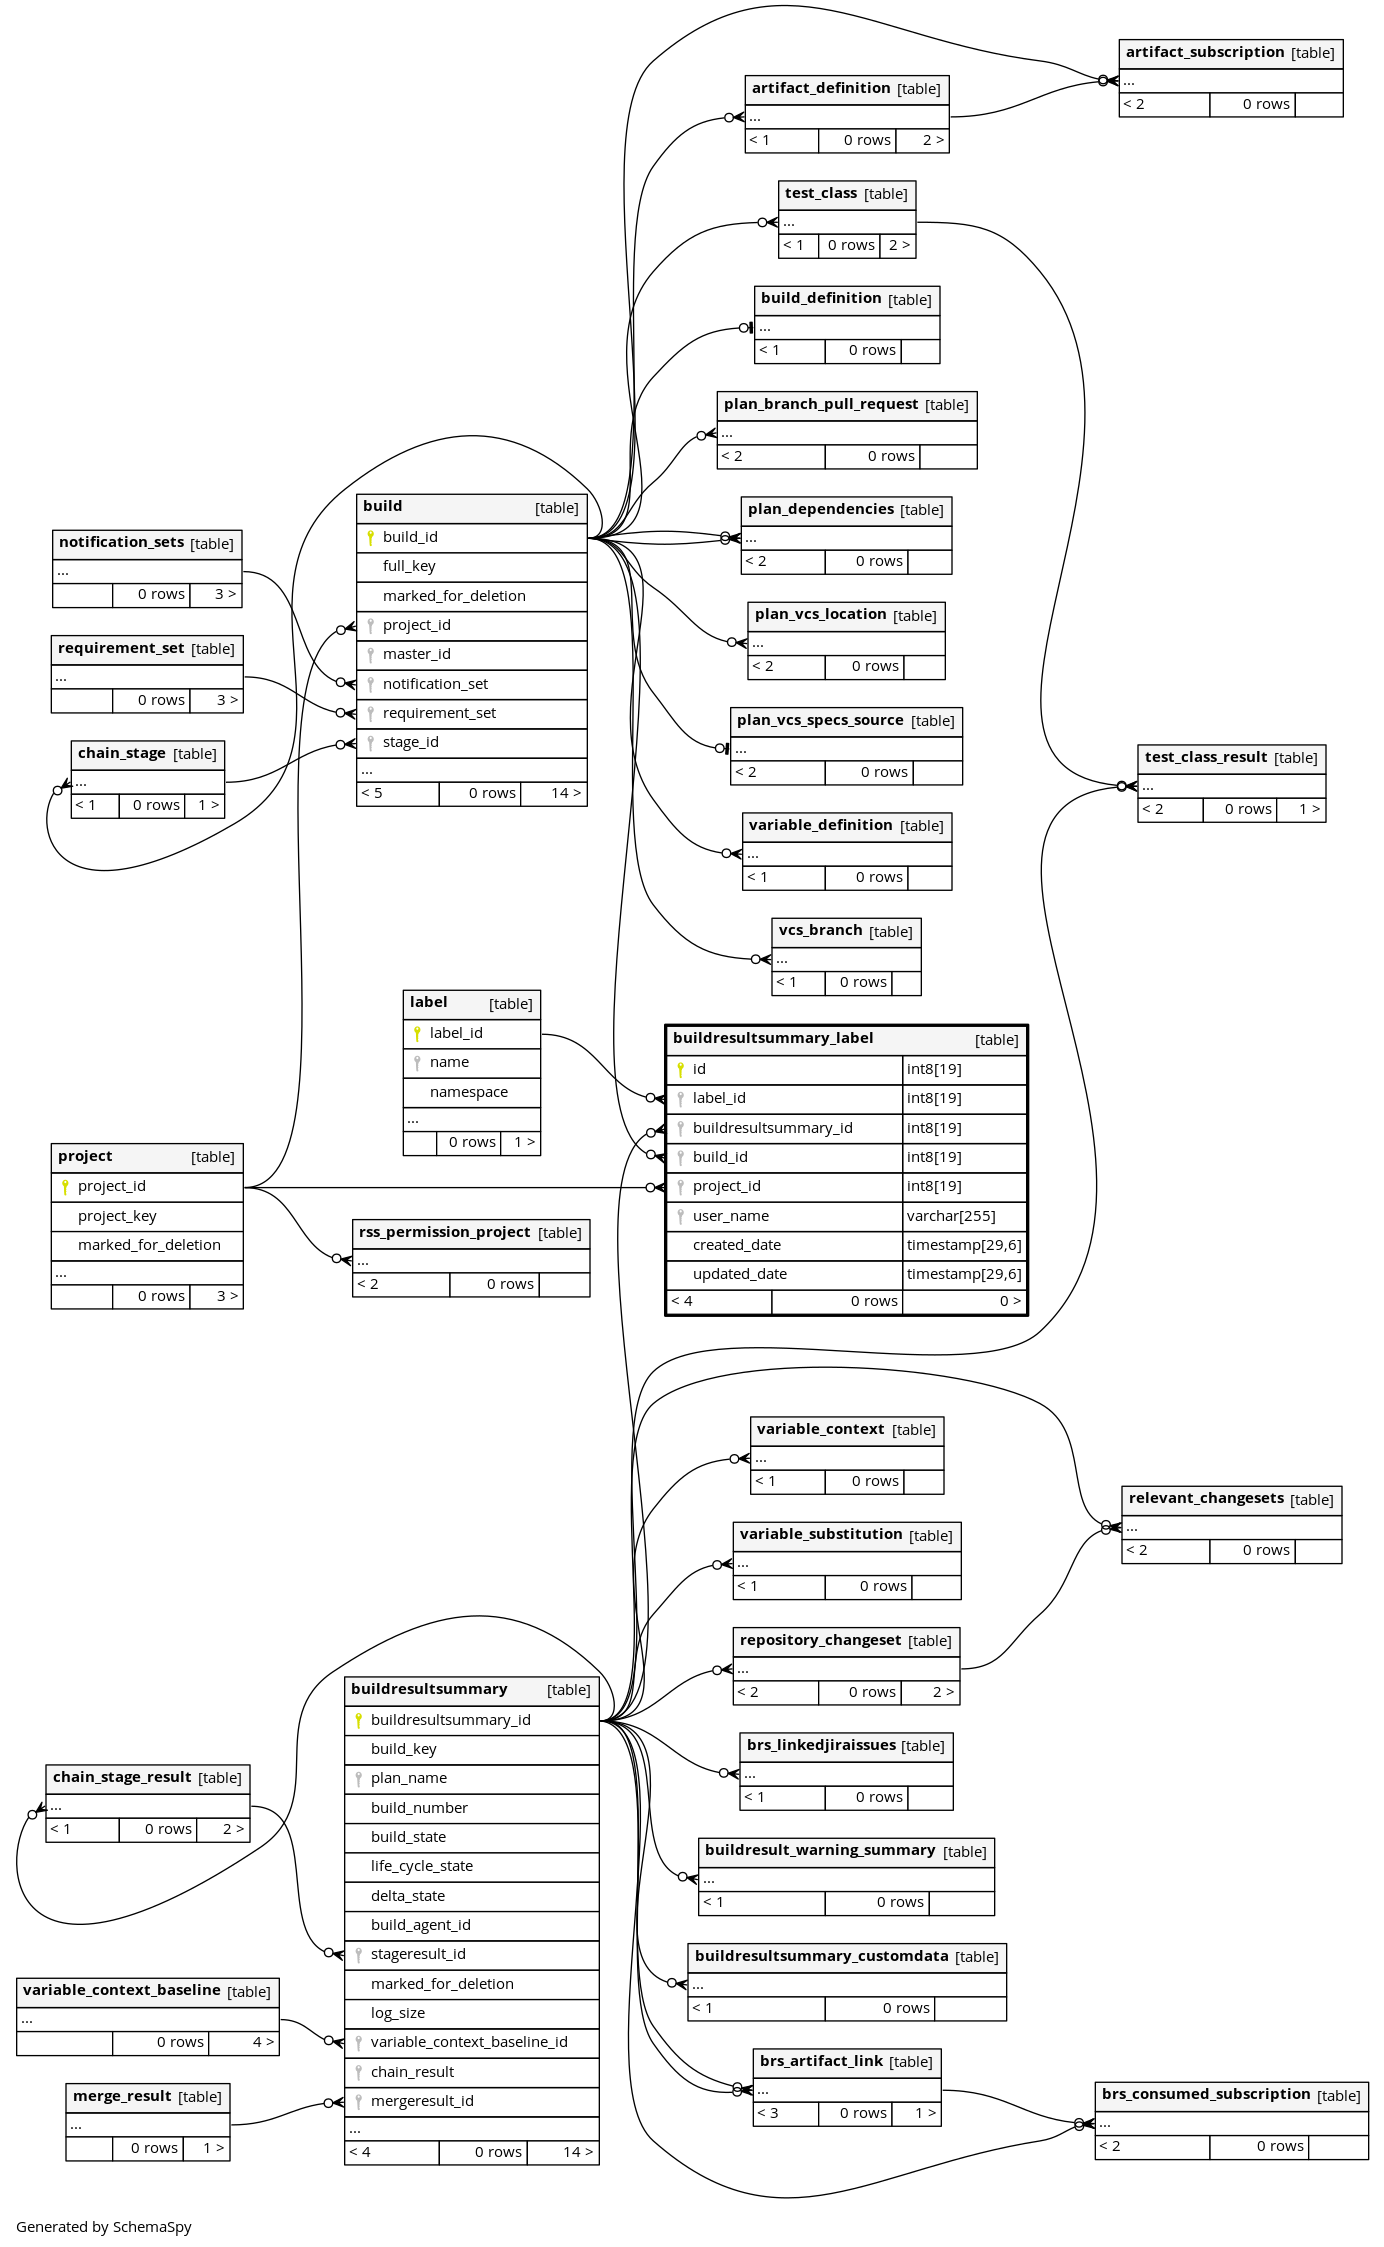 artifact_subscription [table]
...
< 2 0 rows
artifact_definition [table]
...
< 1 0 rows 2 >
test_class [table]
...
< 1 0 rows 2 >
build_definition [table]
...
< 1 0 rows
plan_branch_pull_request [table]
...
< 2 0 rows
build [table]
build_id
full_key
marked_for_deletion
project_id
master_id
notification_set
requirement_set
stage_id
...
< 5 0 rows 14 >
notification_sets [table]
...
0 rows 3 >
requirement_set [table]
...
0 rows 3 >
chain_stage [table]
...
< 1 0 rows 1 >
plan_dependencies [table]
...
< 2 0 rows
plan_vcs_location [table]
...
< 2 0 rows
plan_vcs_specs_source [table]
...
< 2 0 rows
test_class_result [table]
...
< 2 0 rows 1 >
variable_definition [table]
...
< 1 0 rows
vcs_branch [table]
...
< 1 0 rows
label [table]
label_id
name
namespace
...
0 rows 1 >
buildresultsummary_label [table]
id int8[19]
label_id int8[19]
buildresultsummary_id int8[19]
build_id int8[19]
project_id int8[19]
user_name varchar[255]
created_date timestamp[29,6]
updated_date timestamp[29,6]
< 4 0 rows 0 >
project [table]
project_id
project_key
marked_for_deletion
...
0 rows 3 >
rss_permission_project [table]
...
< 2 0 rows
variable_context [table]
...
< 1 0 rows
relevant_changesets [table]
...
< 2 0 rows
variable_substitution [table]
...
< 1 0 rows
repository_changeset [table]
...
< 2 0 rows 2 >
buildresultsummary [table]
buildresultsummary_id
build_key
plan_name
build_number
build_state
life_cycle_state
delta_state
build_agent_id
stageresult_id
marked_for_deletion
log_size
variable_context_baseline_id
chain_result
mergeresult_id
...
< 4 0 rows 14 >
brs_linkedjiraissues [table]
...
< 1 0 rows
chain_stage_result [table]
...
< 1 0 rows 2 >
buildresult_warning_summary [table]
...
< 1 0 rows
buildresultsummary_customdata [table]
...
< 1 0 rows
variable_context_baseline [table]
...
0 rows 4 >
brs_artifact_link [table]
...
< 3 0 rows 1 >
merge_result [table]
...
0 rows 1 >
brs_consumed_subscription [table]
...
< 2 0 rows
Generated by SchemaSpy